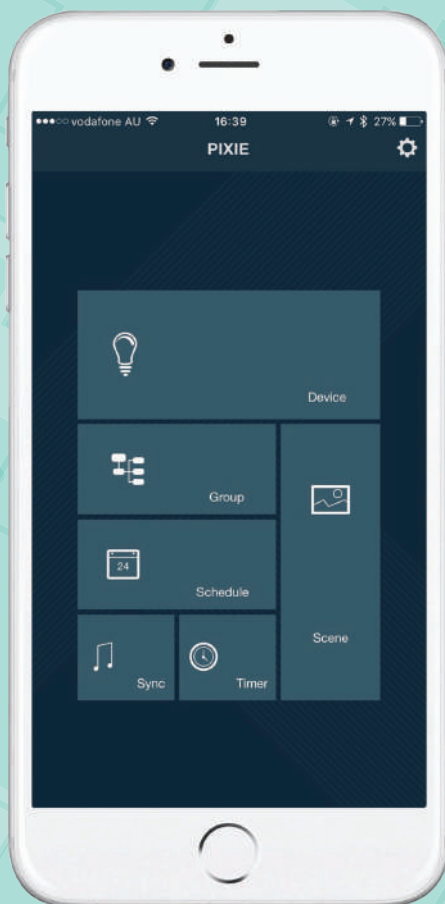 vodafone AU 16:39 27%
PIXIE
Device
Group
24
Schedule
Scene
Sync
Timer